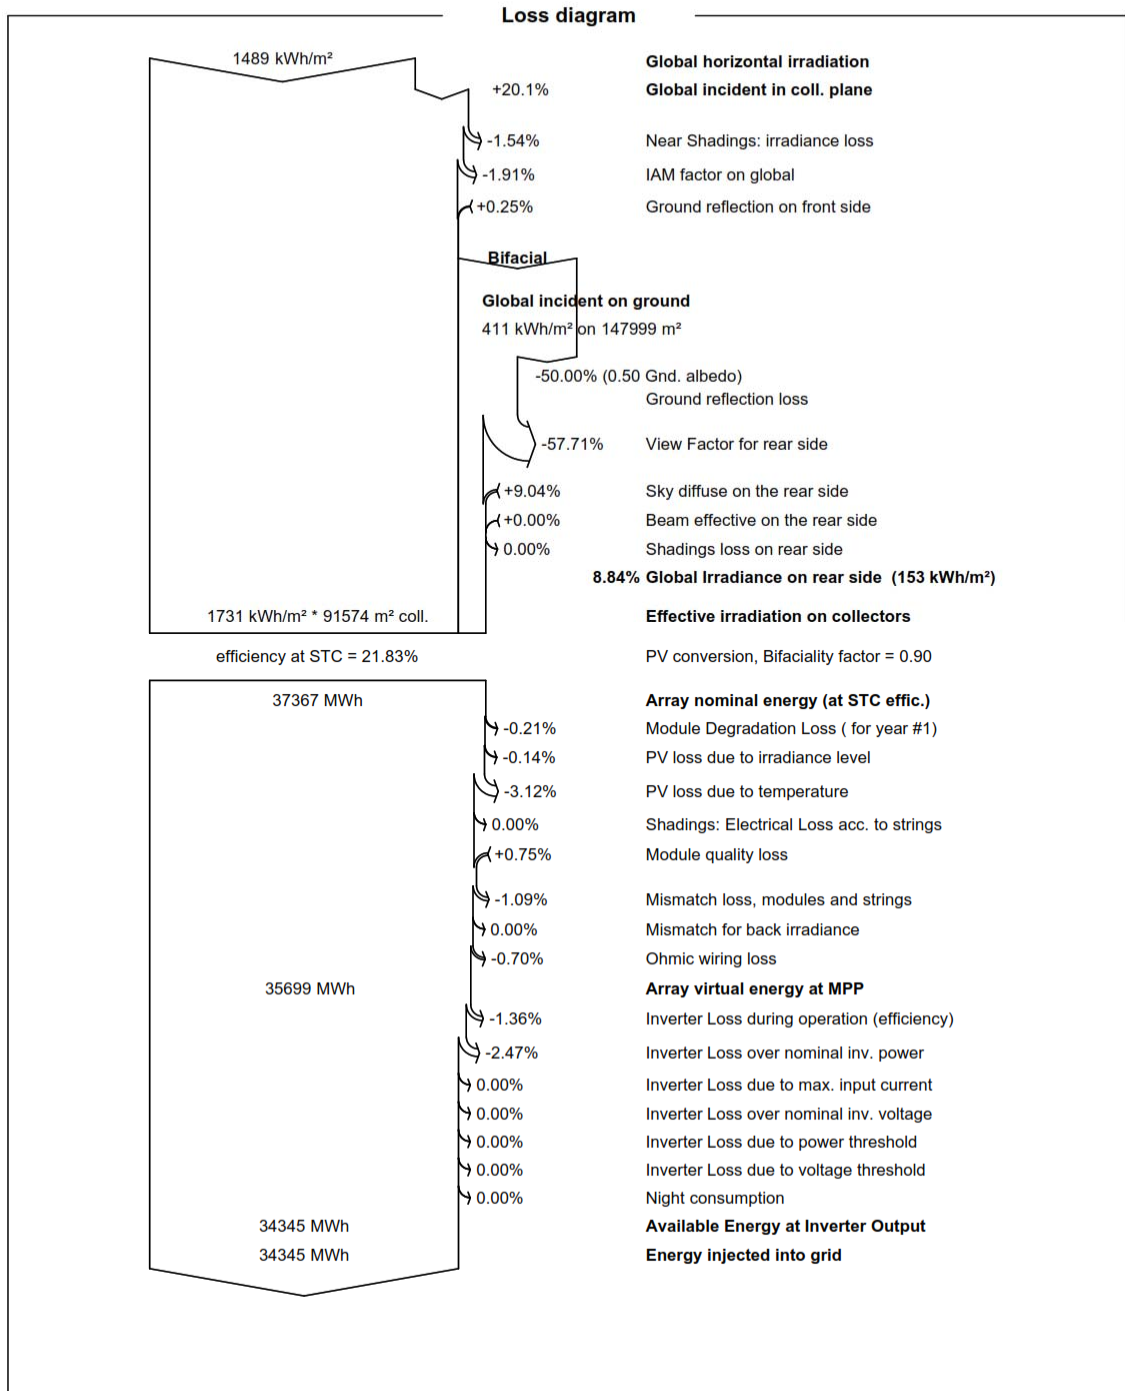 Loss diagram
1489 kWh/m² Global horizontal irradiation
+20.1% Global incident in coll. plane
-1.54% Near Shadings: irradiance loss
-1.91% IAM factor on global
+0.25% Ground reflection on front side
Bifacial
Global incident on ground
411 kWh/m² on 147999 m²
-50.00% (0.50 Gnd. albedo)
Ground reflection loss
-57.71% View Factor for rear side
+9.04% Sky diffuse on the rear side
+0.00% Beam effective on the rear side
0.00% Shadings loss on rear side
8.84% Global Irradiance on rear side (153 kWh/m²)
1731 kWh/m² * 91574 m² coll. Effective irradiation on collectors
efficiency at STC = 21.83% PV conversion, Bifaciality factor = 0.90
37367 MWh Array nominal energy (at STC effic.)
-0.21% Module Degradation Loss ( for year #1)
-0.14% PV loss due to irradiance level
-3.12% PV loss due to temperature
0.00% Shadings: Electrical Loss acc. to strings
+0.75% Module quality loss
-1.09% Mismatch loss, modules and strings
0.00% Mismatch for back irradiance
-0.70% Ohmic wiring loss
35699 MWh Array virtual energy at MPP
-1.36% Inverter Loss during operation (efficiency)
-2.47% Inverter Loss over nominal inv. power
0.00% Inverter Loss due to max. input current
0.00% Inverter Loss over nominal inv. voltage
0.00% Inverter Loss due to power threshold
0.00% Inverter Loss due to voltage threshold
0.00% Night consumption
34345 MWh Available Energy at Inverter Output
34345 MWh Energy injected into grid